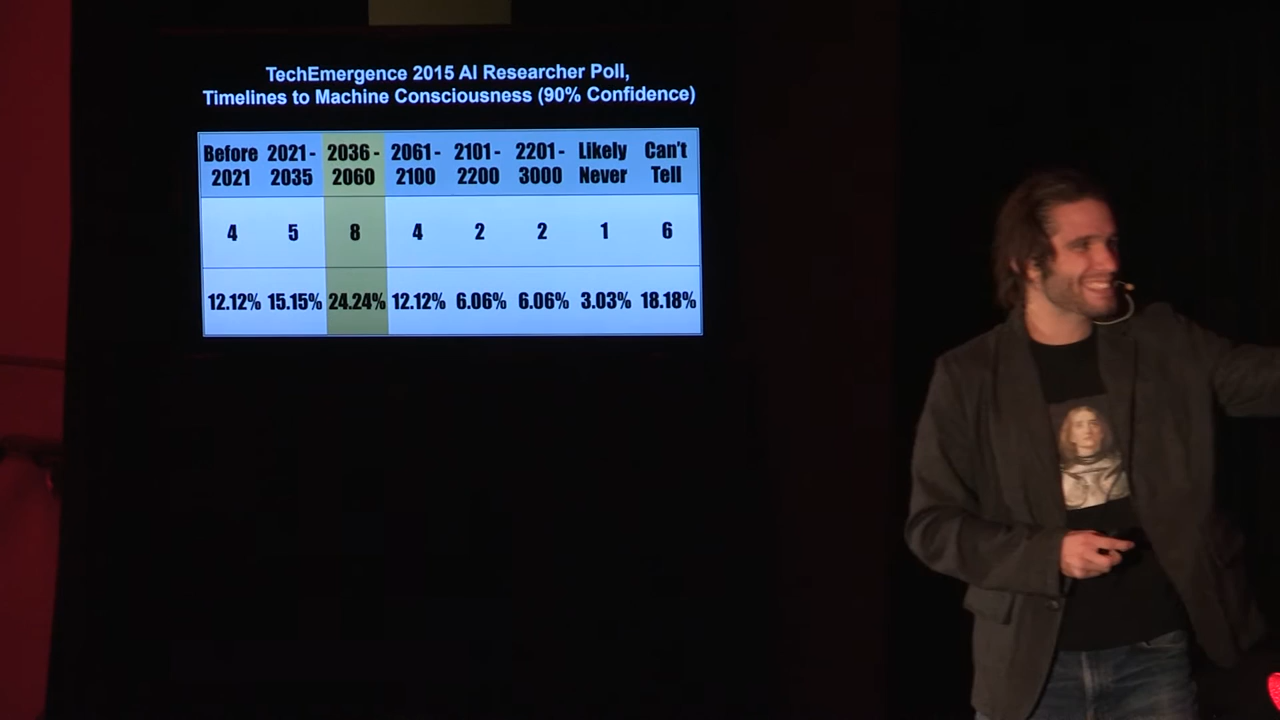 TechEmergence 2015 AI Researcher Poll,
Timelines to Machine Consciousness (90% Confidence)
Before 2021- 2036 - 2061- 2101- 2201- Likely Can't
2021 2035 2060 2100 2200 3000 Never Tell
4 5 8 4 2 2 1 6
12.12% 15.15% 24.24% 12.12% 6.06% 6.06% 3.03% 18.18%